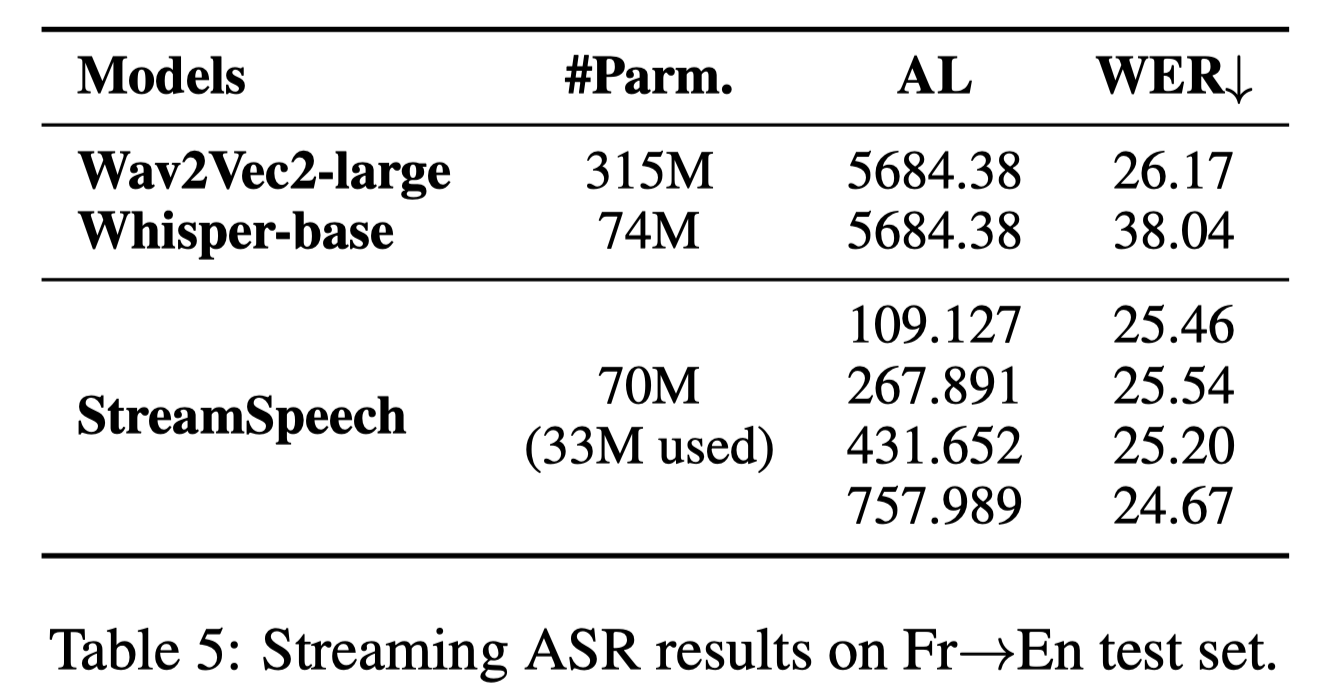 Models #Parm. AL WER↓
Wav2Vec2-large 315M 5684.38 26.17
Whisper-base 74M 5684.38 38.04
109.127 25.46
70M 267.891 25.54
StreamSpeech
(33M used) 431.652 25.20
757.989 24.67
Table 5: Streaming ASR results on Fr→En test set.